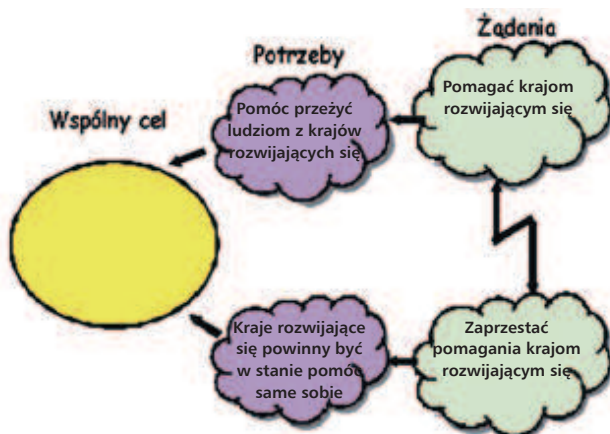 Żądania
Potrzeby
Wspólny cel
Pomagać krajom
rozwijającym się
Pomóc przeżyć
ludziom z krajów
rozwijających się
Kraje rozwijające
się powinny być
w stanie pomóc
same sobie
Zaprzestać
pomagania krajom
rozwijającym się